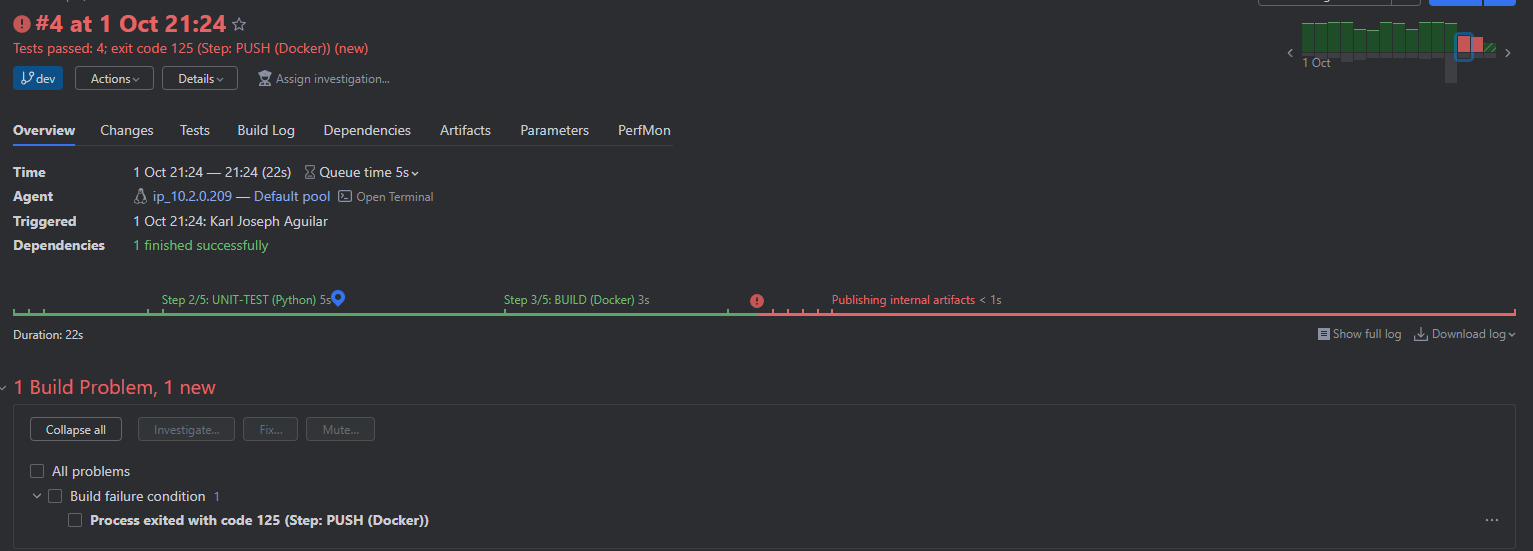 #4 at 1 Oct 21:24
Tests passed: 4; exit code 125 (Step: PUSH (Docker)) (new)
dev
Actions
Details
Assign investigation...
1 Oct
Overview
Changes
Tests
Build Log
Dependencies
Artifacts
Parameters
PerfMon
Time 1 Oct 21:24 — 21:24 (22s) Queue time 5s
Agent ip_10.2.0.209 — Default pool Open Terminal
Triggered 1 Oct 21:24: Karl Joseph Aguilar
Dependencies 1 finished successfully
Step 2/5: UNIT-TEST (Python) 5s
Step 3/5: BUILD (Docker) 3s
Publishing internal artifacts < 1s
Duration: 22s
Show full log
Download log
1 Build Problem, 1 new
Collapse all
Investigate...
Fix...
Mute...
All problems
Build failure condition 1
Process exited with code 125 (Step: PUSH (Docker))